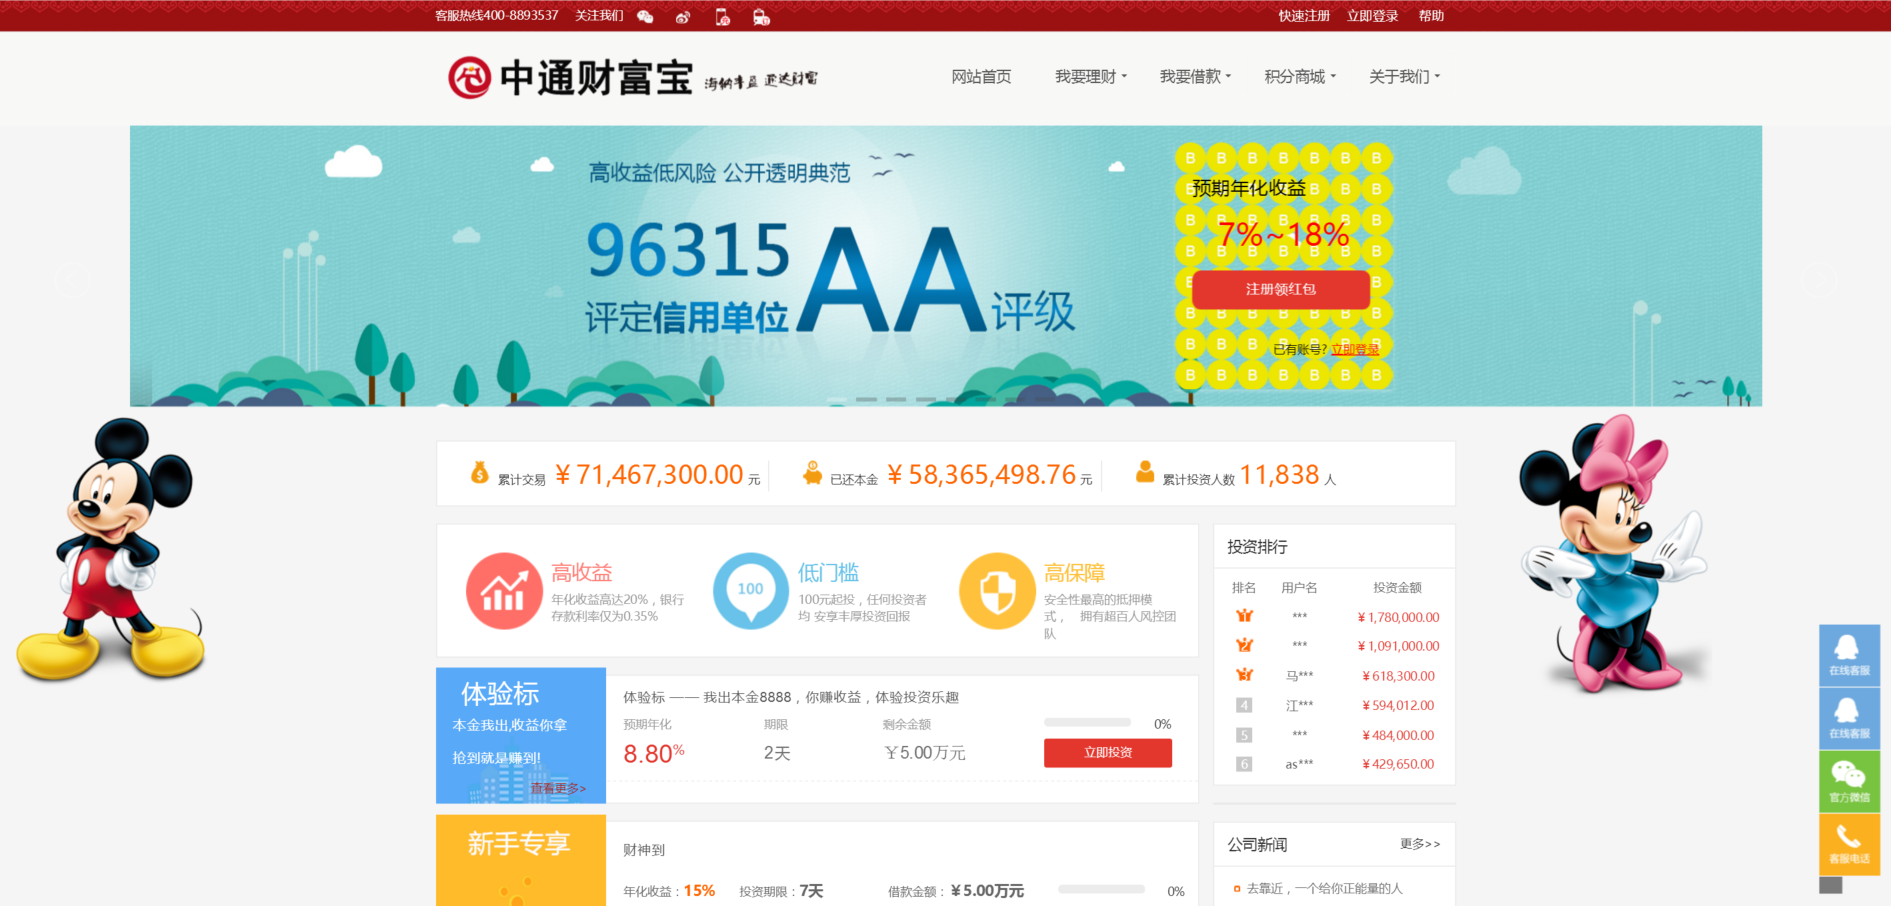 客服热线400-8893537 关注我们
快速注册 立即登录 帮助
中通财富宝 海纳丰盈 通达财富
网站首页 我要理财 我要借款 积分商城 关于我们
高收益低风险 公开透明典范
96315
评定信用单位 AA 评级
预期年化收益
7%~18%
注册领红包
已有账号? 立即登录
累计交易 ¥ 71,467,300.00 元
已还本金 ¥ 58,365,498.76 元
累计投资人数 11,838 人
高收益
年化收益高达20%，银行
存款利率仅为0.35%
100
低门槛
100元起投，任何投资者
均 安享丰厚投资回报
高保障
安全性最高的抵押模
式， 拥有超百人风控团
队
投资排行
排名 用户名 投资金额
1 *** ¥ 1,780,000.00
2 *** ¥ 1,091,000.00
3 马*** ¥ 618,300.00
4 江*** ¥ 594,012.00
5 *** ¥ 484,000.00
6 as*** ¥ 429,650.00
体验标
本金我出,收益你拿
抢到就是赚到!
查看更多>
体验标 —— 我出本金8888，你赚收益，体验投资乐趣
预期年化 期限 剩余金额 0%
8.80% 2天 ¥5.00万元 立即投资
新手专享
财神到
年化收益：15% 投资期限：7天 借款金额：¥5.00万元 0%
公司新闻 更多>>
去靠近，一个给你正能量的人
在线客服
在线客服
官方微信
客服电话